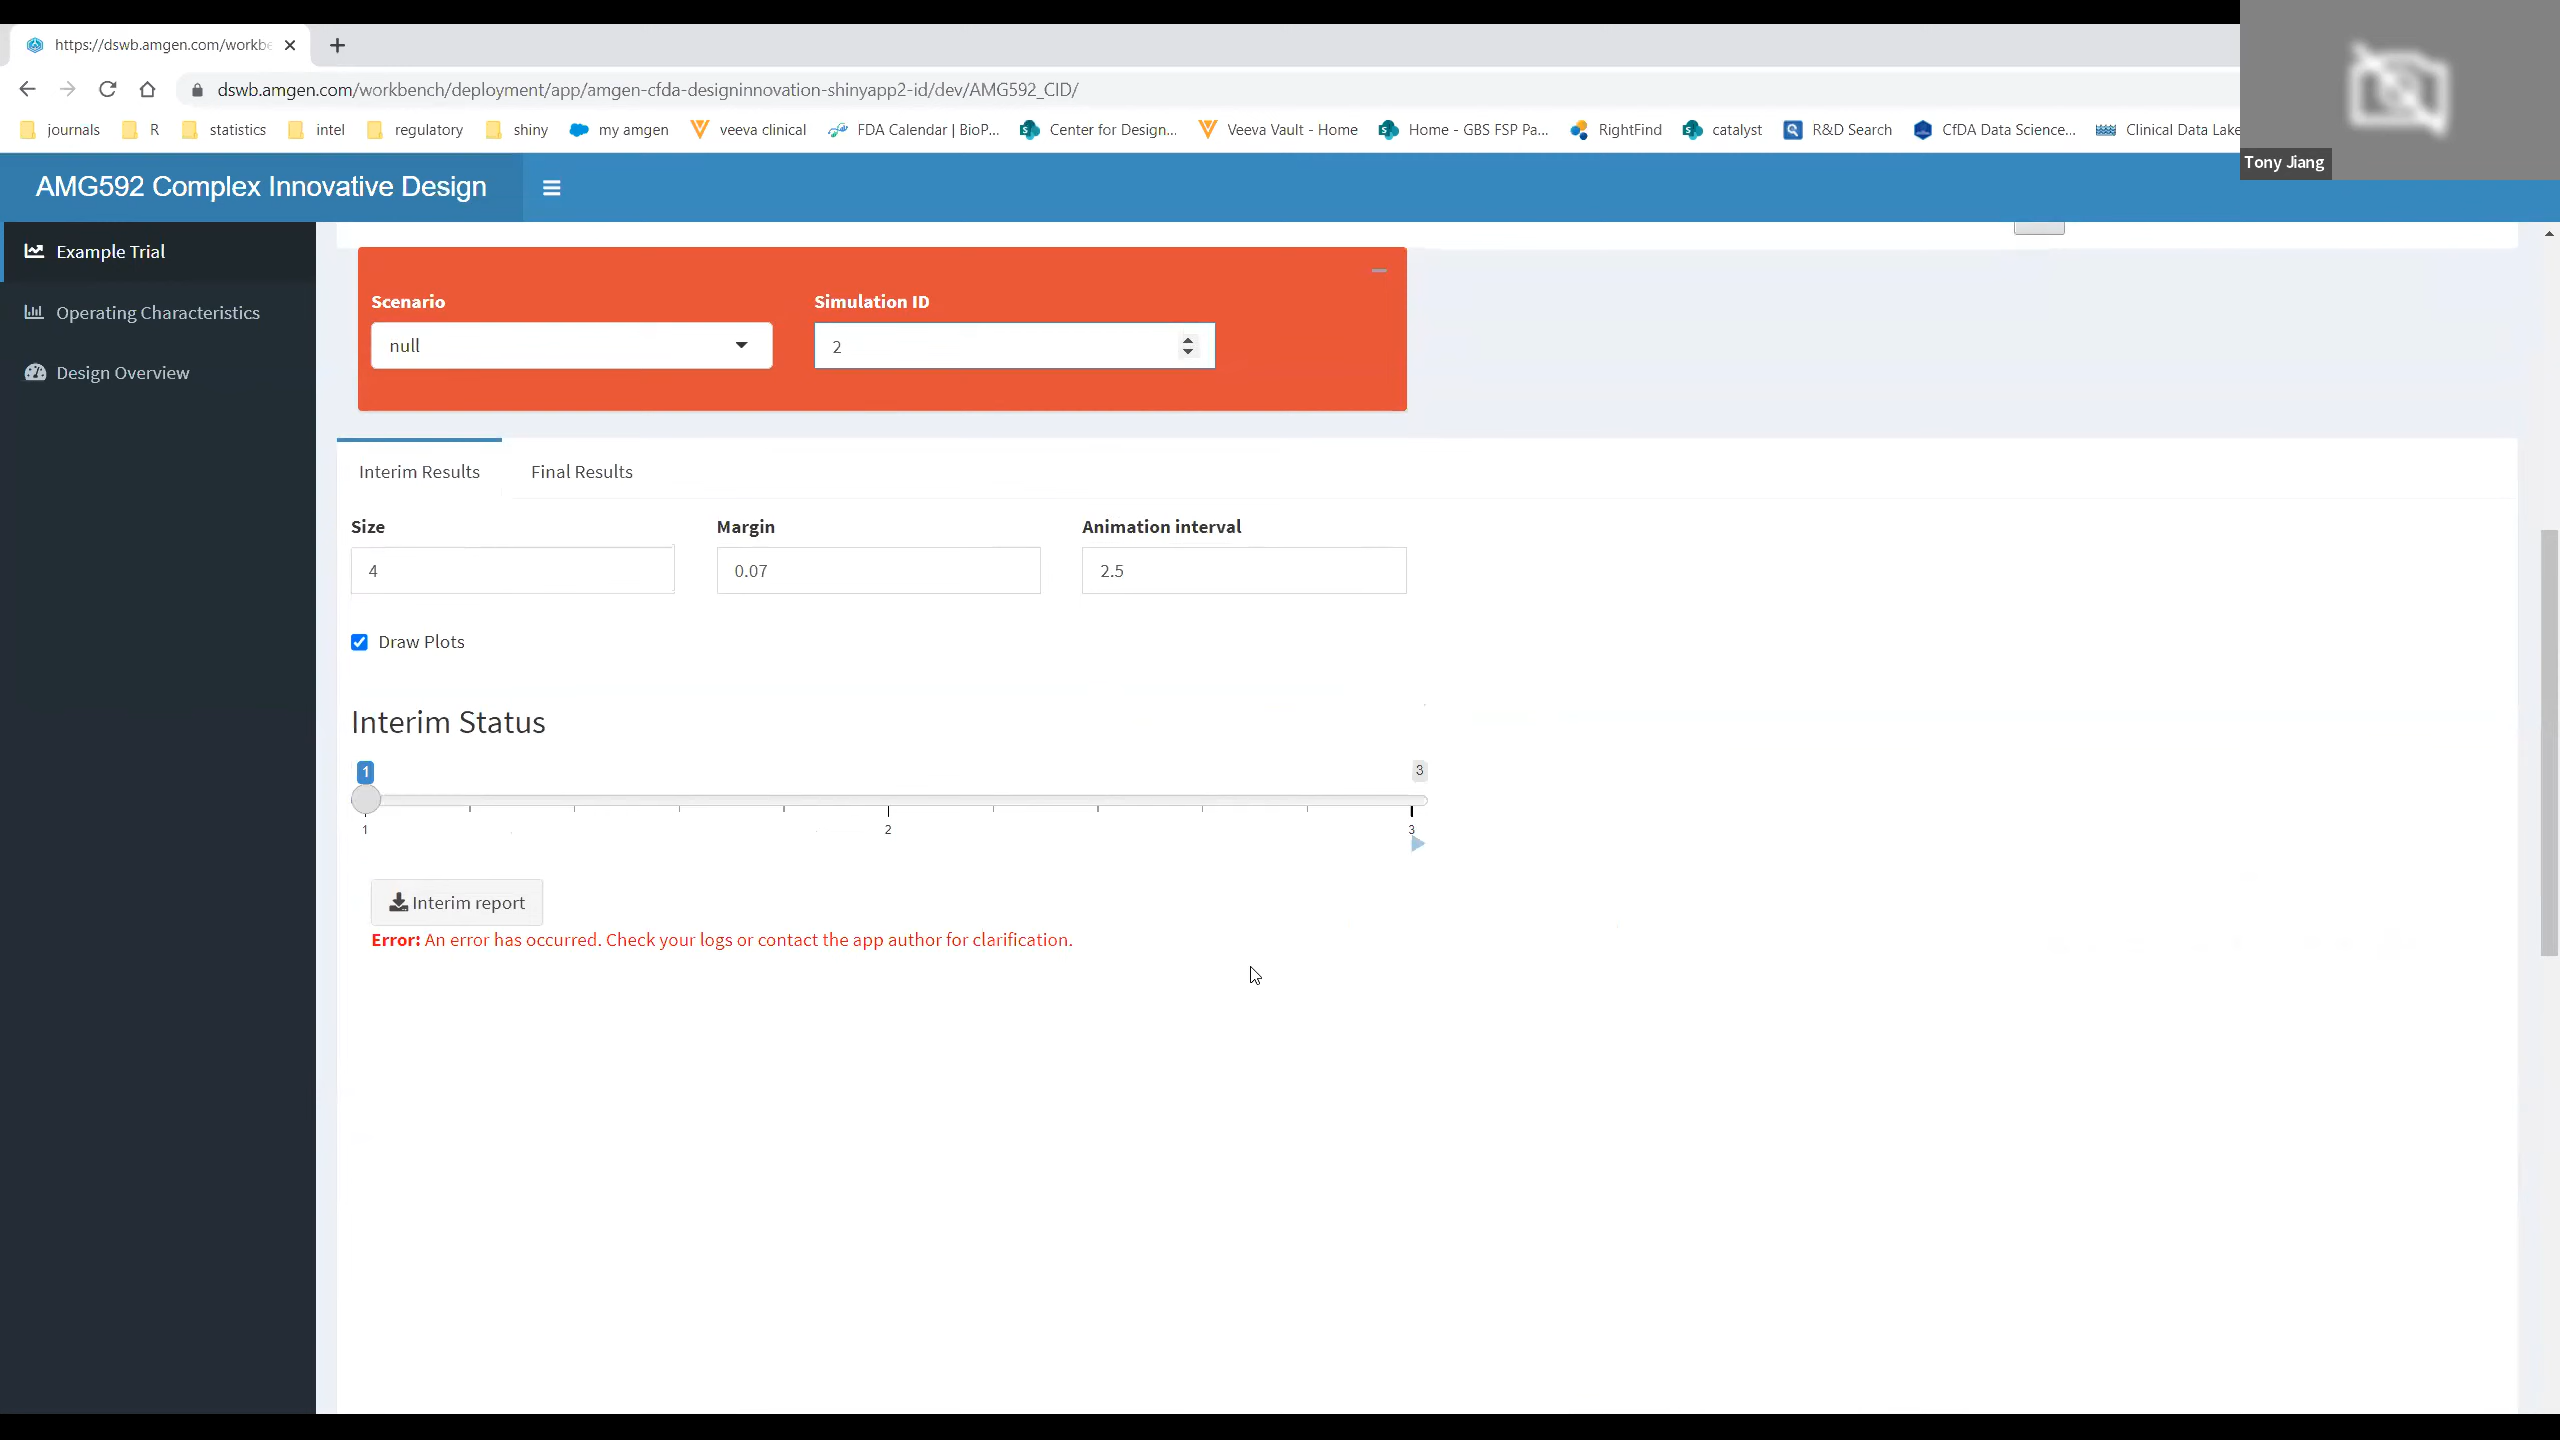 https://dswb.amgen.com/workbe
dswb.amgen.com/workbench/deployment/app/amgen-cfda-designinnovation-shinyapp2-id/dev/AMG592_CID/
journals R statistics intel regulatory shiny my amgen veeva clinical FDA Calendar | BioP... Center for Design... Veeva Vault - Home Home - GBS FSP Pa... RightFind catalyst R&D Search CfDA Data Science... Clinical Data Lake
Tony Jiang
AMG592 Complex Innovative Design
Example Trial
Operating Characteristics
Design Overview
Scenario Simulation ID
null 2
Interim Results Final Results
Size Margin Animation interval
4 0.07 2.5
Draw Plots
Interim Status
1 3
1 2 3
Interim report
Error: An error has occurred. Check your logs or contact the app author for clarification.